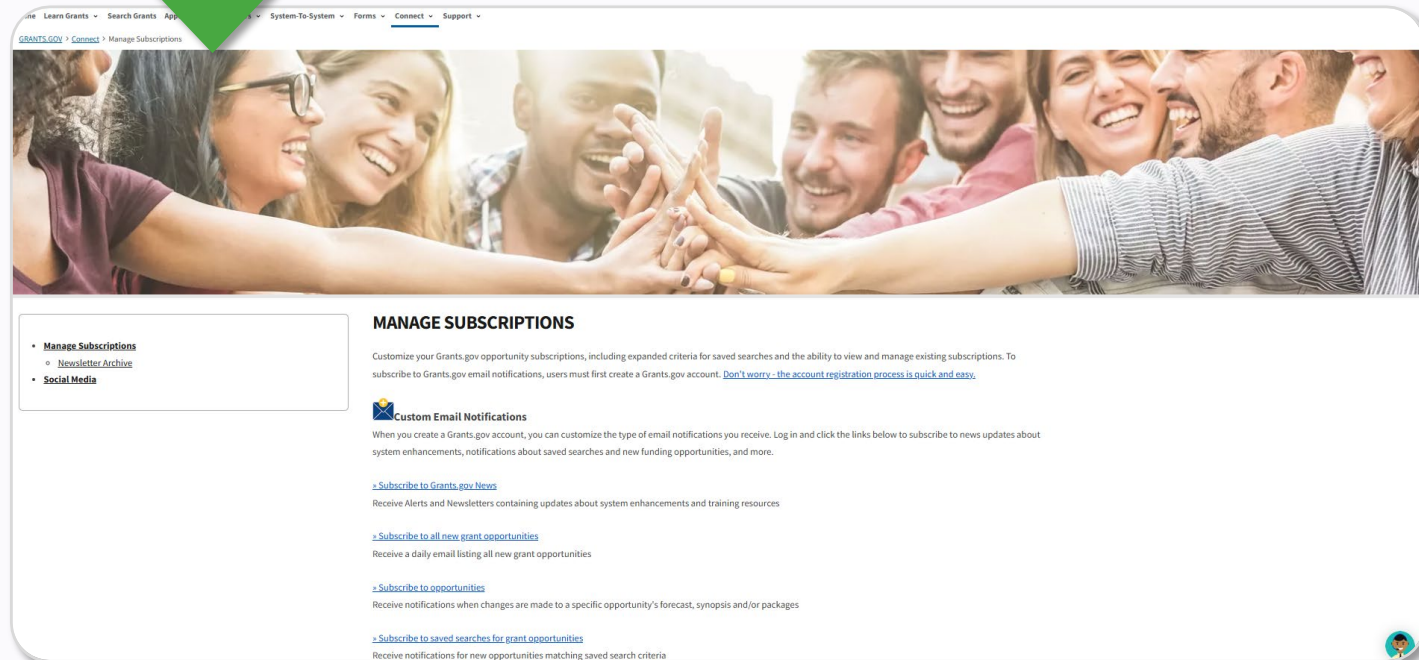 Learn Grants Search Grants System-To-System Forms Connect Support
GRANTS.GOV > Connect > Manage Subscriptions
• Manage Subscriptions
○ Newsletter Archive
• Social Media
MANAGE SUBSCRIPTIONS
Customize your Grants.gov opportunity subscriptions, including expanded criteria for saved searches and the ability to view and manage existing subscriptions. To
subscribe to Grants.gov email notifications, users must first create a Grants.gov account. Don't worry - the account registration process is quick and easy.
Custom Email Notifications
When you create a Grants.gov account, you can customize the type of email notifications you receive. Log in and click the links below to subscribe to news updates about
system enhancements, notifications about saved searches and new funding opportunities, and more.
» Subscribe to Grants.gov News
Receive Alerts and Newsletters containing updates about system enhancements and training resources
» Subscribe to all new grant opportunities
Receive a daily email listing all new grant opportunities
» Subscribe to opportunities
Receive notifications when changes are made to a specific opportunity's forecast, synopsis and/or packages
» Subscribe to saved searches for grant opportunities
Receive notifications for new opportunities matching saved search criteria